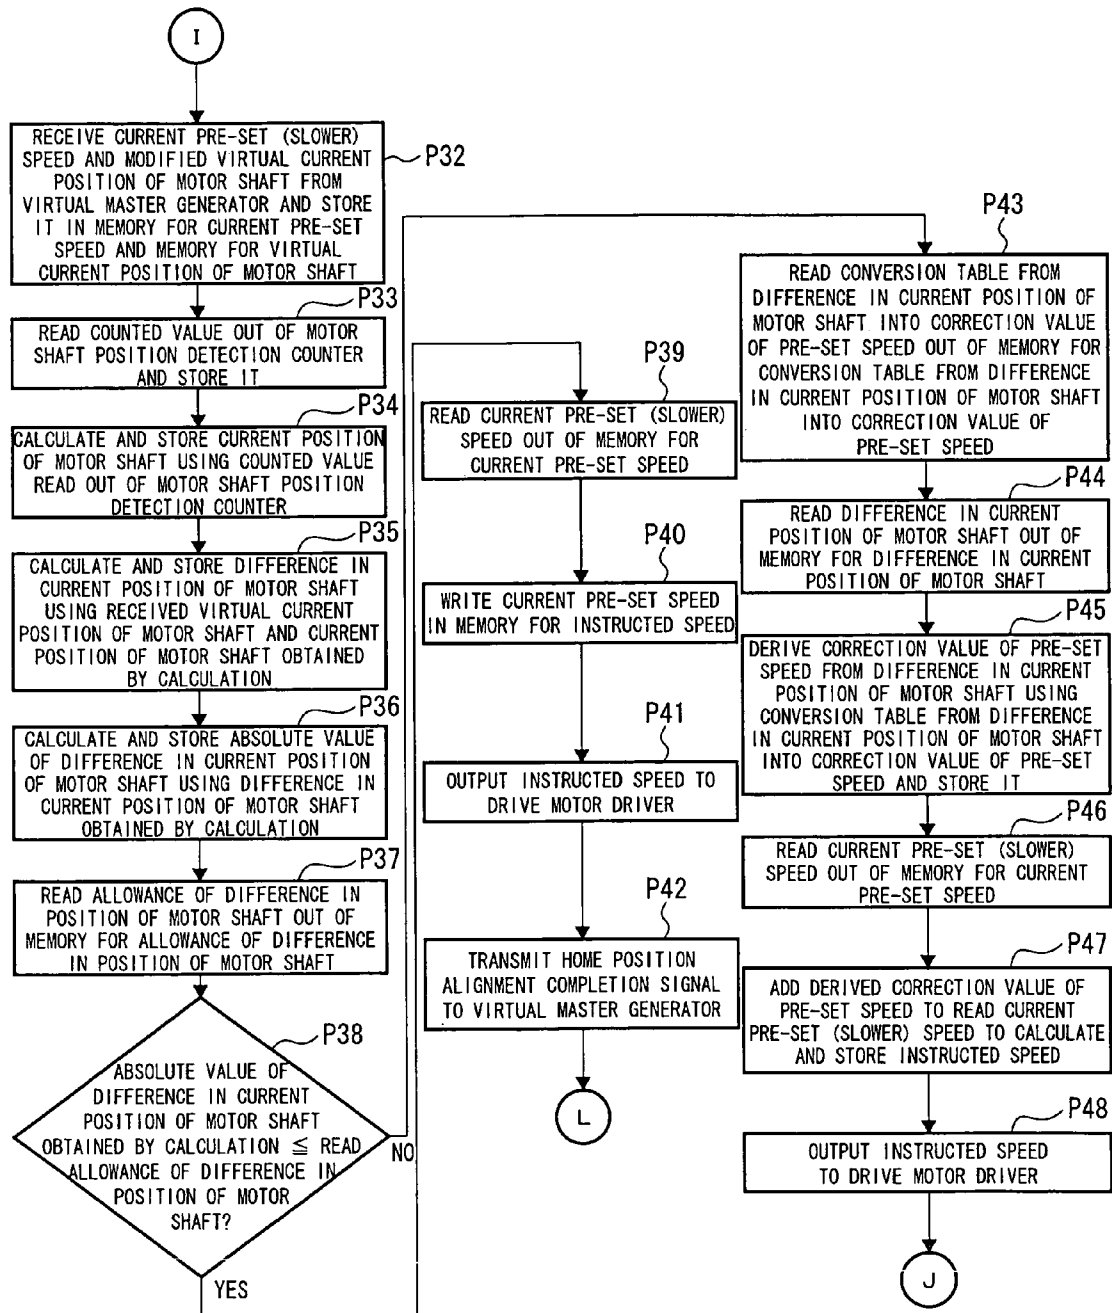 I
RECEIVE CURRENT PRE-SET (SLOWER)
SPEED AND MODIFIED VIRTUAL CURRENT
POSITION OF MOTOR SHAFT FROM
VIRTUAL MASTER GENERATOR AND STORE
IT IN MEMORY FOR CURRENT PRE-SET
SPEED AND MEMORY FOR VIRTUAL
CURRENT POSITION OF MOTOR SHAFT
P32
P33
READ COUNTED VALUE OUT OF MOTOR
SHAFT POSITION DETECTION COUNTER
AND STORE IT
P34
CALCULATE AND STORE CURRENT POSITION
OF MOTOR SHAFT USING COUNTED VALUE
READ OUT OF MOTOR SHAFT POSITION
DETECTION COUNTER
P35
CALCULATE AND STORE DIFFERENCE IN
CURRENT POSITION OF MOTOR SHAFT
USING RECEIVED VIRTUAL CURRENT
POSITION OF MOTOR SHAFT AND CURRENT
POSITION OF MOTOR SHAFT OBTAINED
BY CALCULATION
P36
CALCULATE AND STORE ABSOLUTE VALUE
OF DIFFERENCE IN CURRENT POSITION
OF MOTOR SHAFT USING DIFFERENCE IN
CURRENT POSITION OF MOTOR SHAFT
OBTAINED BY CALCULATION
P37
READ ALLOWANCE OF DIFFERENCE IN
POSITION OF MOTOR SHAFT OUT OF
MEMORY FOR ALLOWANCE OF DIFFERENCE
IN POSITION OF MOTOR SHAFT
P38
ABSOLUTE VALUE OF
DIFFERENCE IN CURRENT
POSITION OF MOTOR SHAFT
OBTAINED BY CALCULATION ≦ READ
ALLOWANCE OF DIFFERENCE IN
POSITION OF MOTOR
SHAFT?
NO
YES
P39
READ CURRENT PRE-SET (SLOWER)
SPEED OUT OF MEMORY FOR
CURRENT PRE-SET SPEED
P40
WRITE CURRENT PRE-SET SPEED
IN MEMORY FOR INSTRUCTED SPEED
P41
OUTPUT INSTRUCTED SPEED TO
DRIVE MOTOR DRIVER
P42
TRANSMIT HOME POSITION
ALIGNMENT COMPLETION SIGNAL
TO VIRTUAL MASTER GENERATOR
L
P43
READ CONVERSION TABLE FROM
DIFFERENCE IN CURRENT POSITION OF
MOTOR SHAFT INTO CORRECTION VALUE
OF PRE-SET SPEED OUT OF MEMORY FOR
CONVERSION TABLE FROM DIFFERENCE
IN CURRENT POSITION OF MOTOR SHAFT
INTO CORRECTION VALUE OF
PRE-SET SPEED
P44
READ DIFFERENCE IN CURRENT
POSITION OF MOTOR SHAFT OUT OF
MEMORY FOR DIFFERENCE IN CURRENT
POSITION OF MOTOR SHAFT
P45
DERIVE CORRECTION VALUE OF PRE-SET
SPEED FROM DIFFERENCE IN CURRENT
POSITION OF MOTOR SHAFT USING
CONVERSION TABLE FROM DIFFERENCE
IN CURRENT POSITION OF MOTOR SHAFT
INTO CORRECTION VALUE OF PRE-SET
SPEED AND STORE IT
P46
READ CURRENT PRE-SET (SLOWER)
SPEED OUT OF MEMORY FOR CURRENT
PRE-SET SPEED
P47
ADD DERIVED CORRECTION VALUE OF
PRE-SET SPEED TO READ CURRENT
PRE-SET (SLOWER) SPEED TO CALCULATE
AND STORE INSTRUCTED SPEED
P48
OUTPUT INSTRUCTED SPEED
TO DRIVE MOTOR DRIVER
J